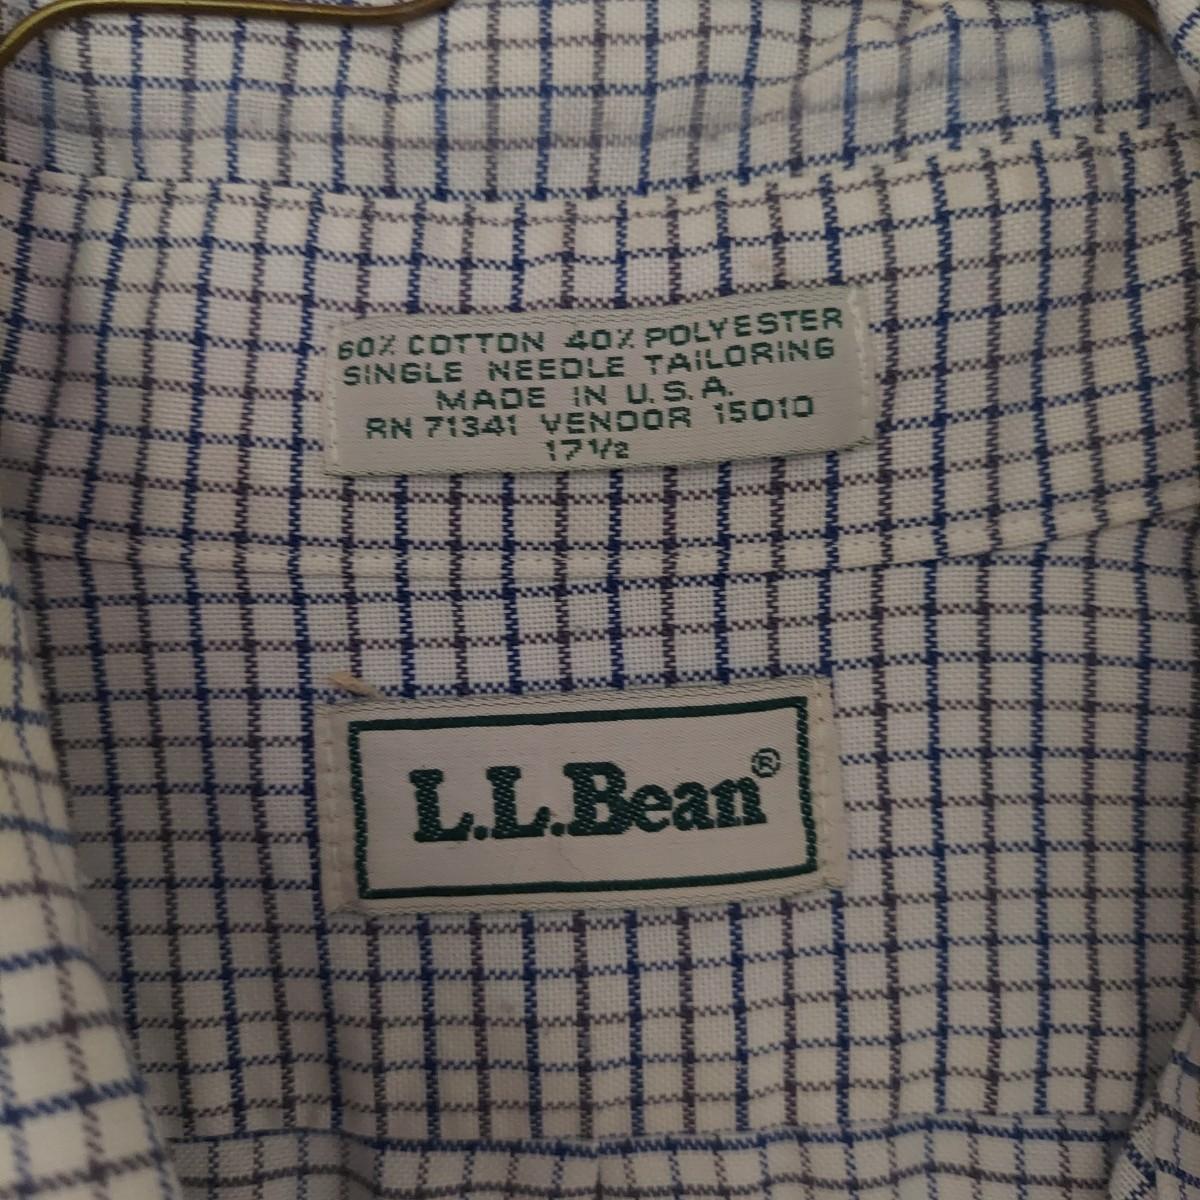 60% COTTON 40% POLYESTER
SINGLE NEEDLE TAILORING
MADE IN U.S.A.
RN 71341 VENDOR 15010
17½
L.L.Bean®